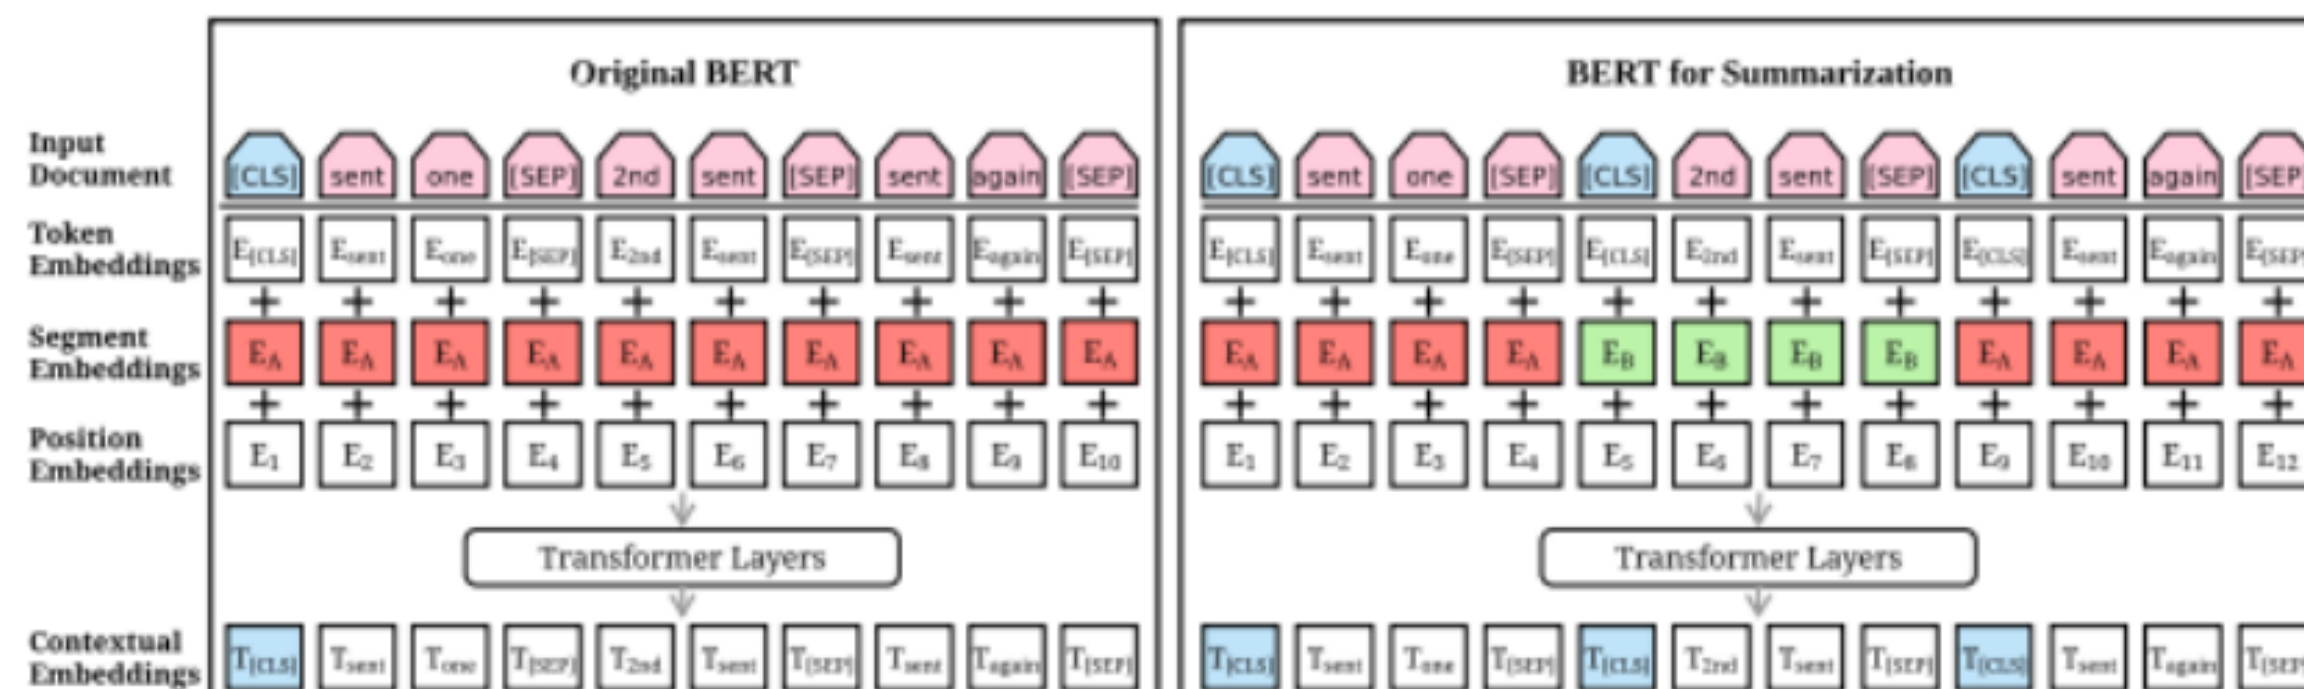 Original BERT
BERT for Summarization
Input Document
[CLS] sent one [SEP] 2nd sent [SEP] sent again [SEP]
[CLS] sent one [SEP] [CLS] 2nd sent [SEP] [CLS] sent again [SEP
Token Embeddings
E[CLS] Esent Eone E[SEP] E2nd Esent E[SEP] Esent Eagain E[SEP]
E[CLS] Esent Eone E[SEP] E[CLS] E2nd Esent E[SEP] E[CLS] Esent Eagain E[SEP
+ + + + + + + + + +
+ + + + + + + + + + + +
Segment Embeddings
EA EA EA EA EA EA EA EA EA EA
EA EA EA EA EB EB EB EB EA EA EA EA
+ + + + + + + + + +
+ + + + + + + + + + + +
Position Embeddings
E1 E2 E3 E4 E5 E6 E7 E8 E9 E10
E1 E2 E3 E4 E5 E6 E7 E8 E9 E10 E11 E12
Transformer Layers
Transformer Layers
Contextual Embeddings
T[CLS] Tsent Tone T[SEP] T2nd Tsent T[SEP] Tsent Tagain T[SEP]
T[CLS] Tsent Tone T[SEP] T[CLS] T2nd Tsent T[SEP] T[CLS] Tsent Tagain T[SEP